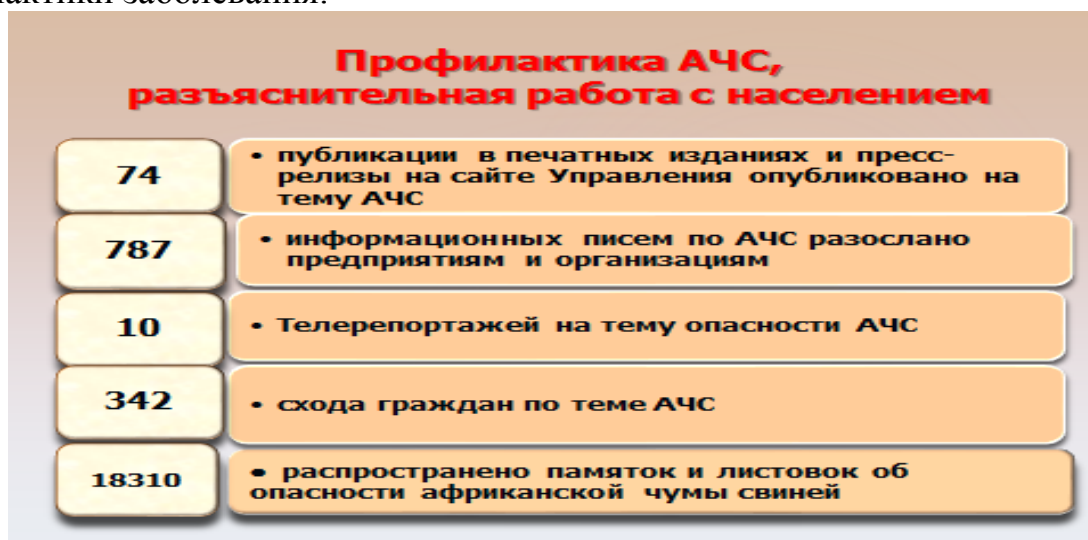 заболевания.
Профилактика АЧС,
разъяснительная работа с населением
74
• публикации в печатных изданиях и пресс-
релизы на сайте Управления опубликовано на
тему АЧС
787
• информационных писем по АЧС разослано
предприятиям и организациям
10
• Телерепортажей на тему опасности АЧС
342
• схода граждан по теме АЧС
18310
• распространено памяток и листовок об
опасности африканской чумы свиней